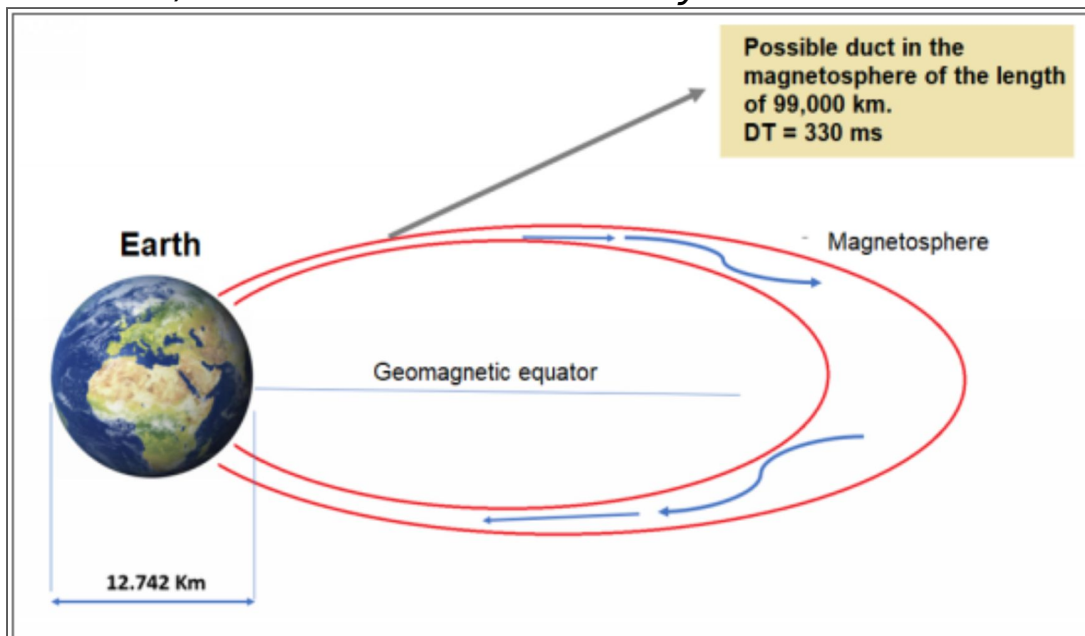 Possible duct in the
magnetosphere of the length
of 99,000 km.
DT = 330 ms
Earth
Magnetosphere
Geomagnetic equator
12.742 Km